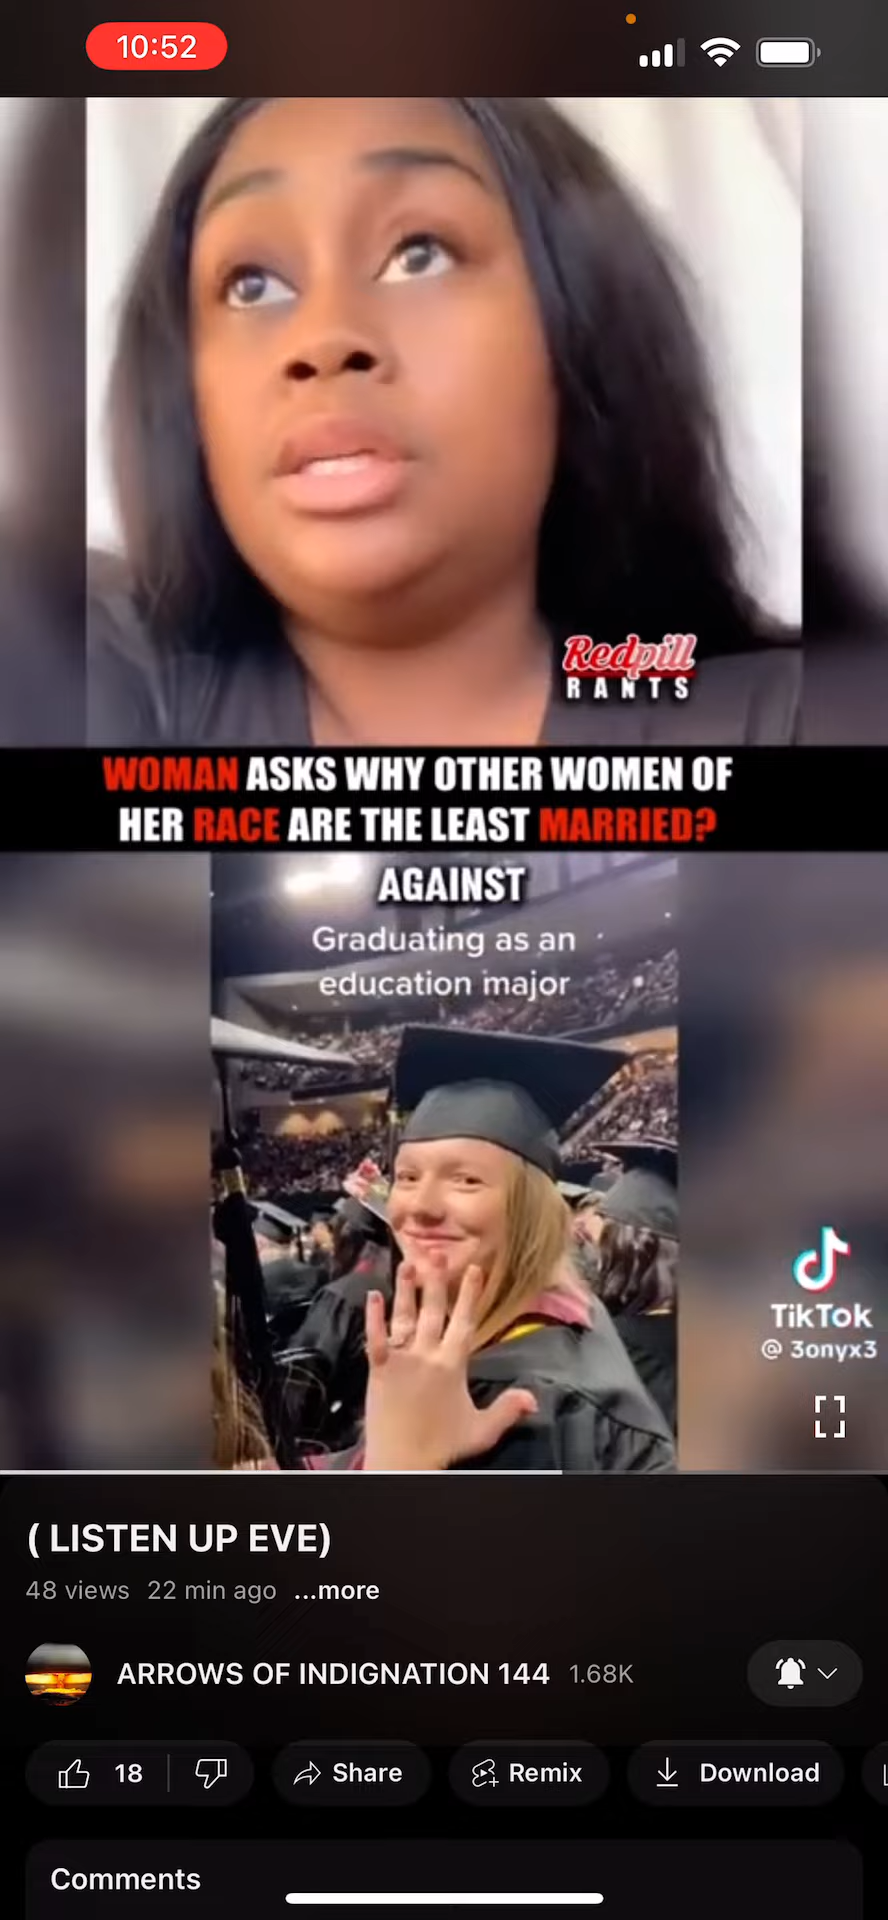 10:52
Redpill
RANTS
WOMAN ASKS WHY OTHER WOMEN OF
HER RACE ARE THE LEAST MARRIED?
AGAINST
Graduating as an
education major
TikTok
@ 3onyx3
( LISTEN UP EVE)
48 views 22 min ago ...more
ARROWS OF INDIGNATION 144 1.68K
18 Share Remix Download
Comments